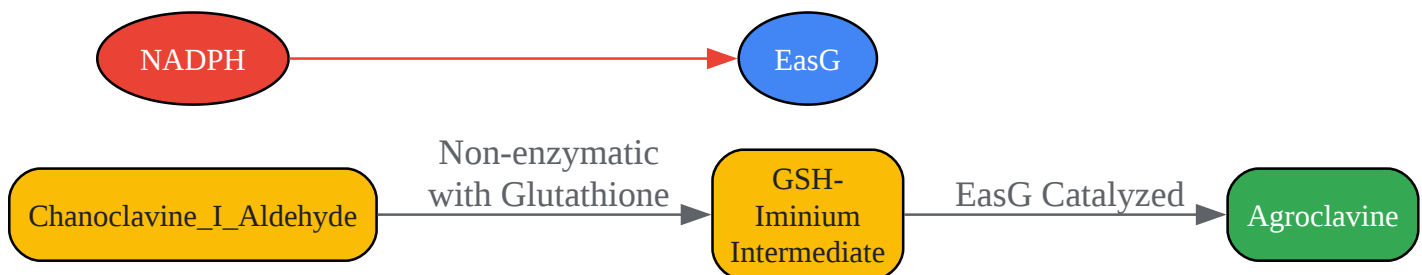 NADPH
EasG
Chanoclavine_I_Aldehyde
Non-enzymatic
with Glutathione
GSH-
Iminium
Intermediate
EasG Catalyzed
Agroclavine